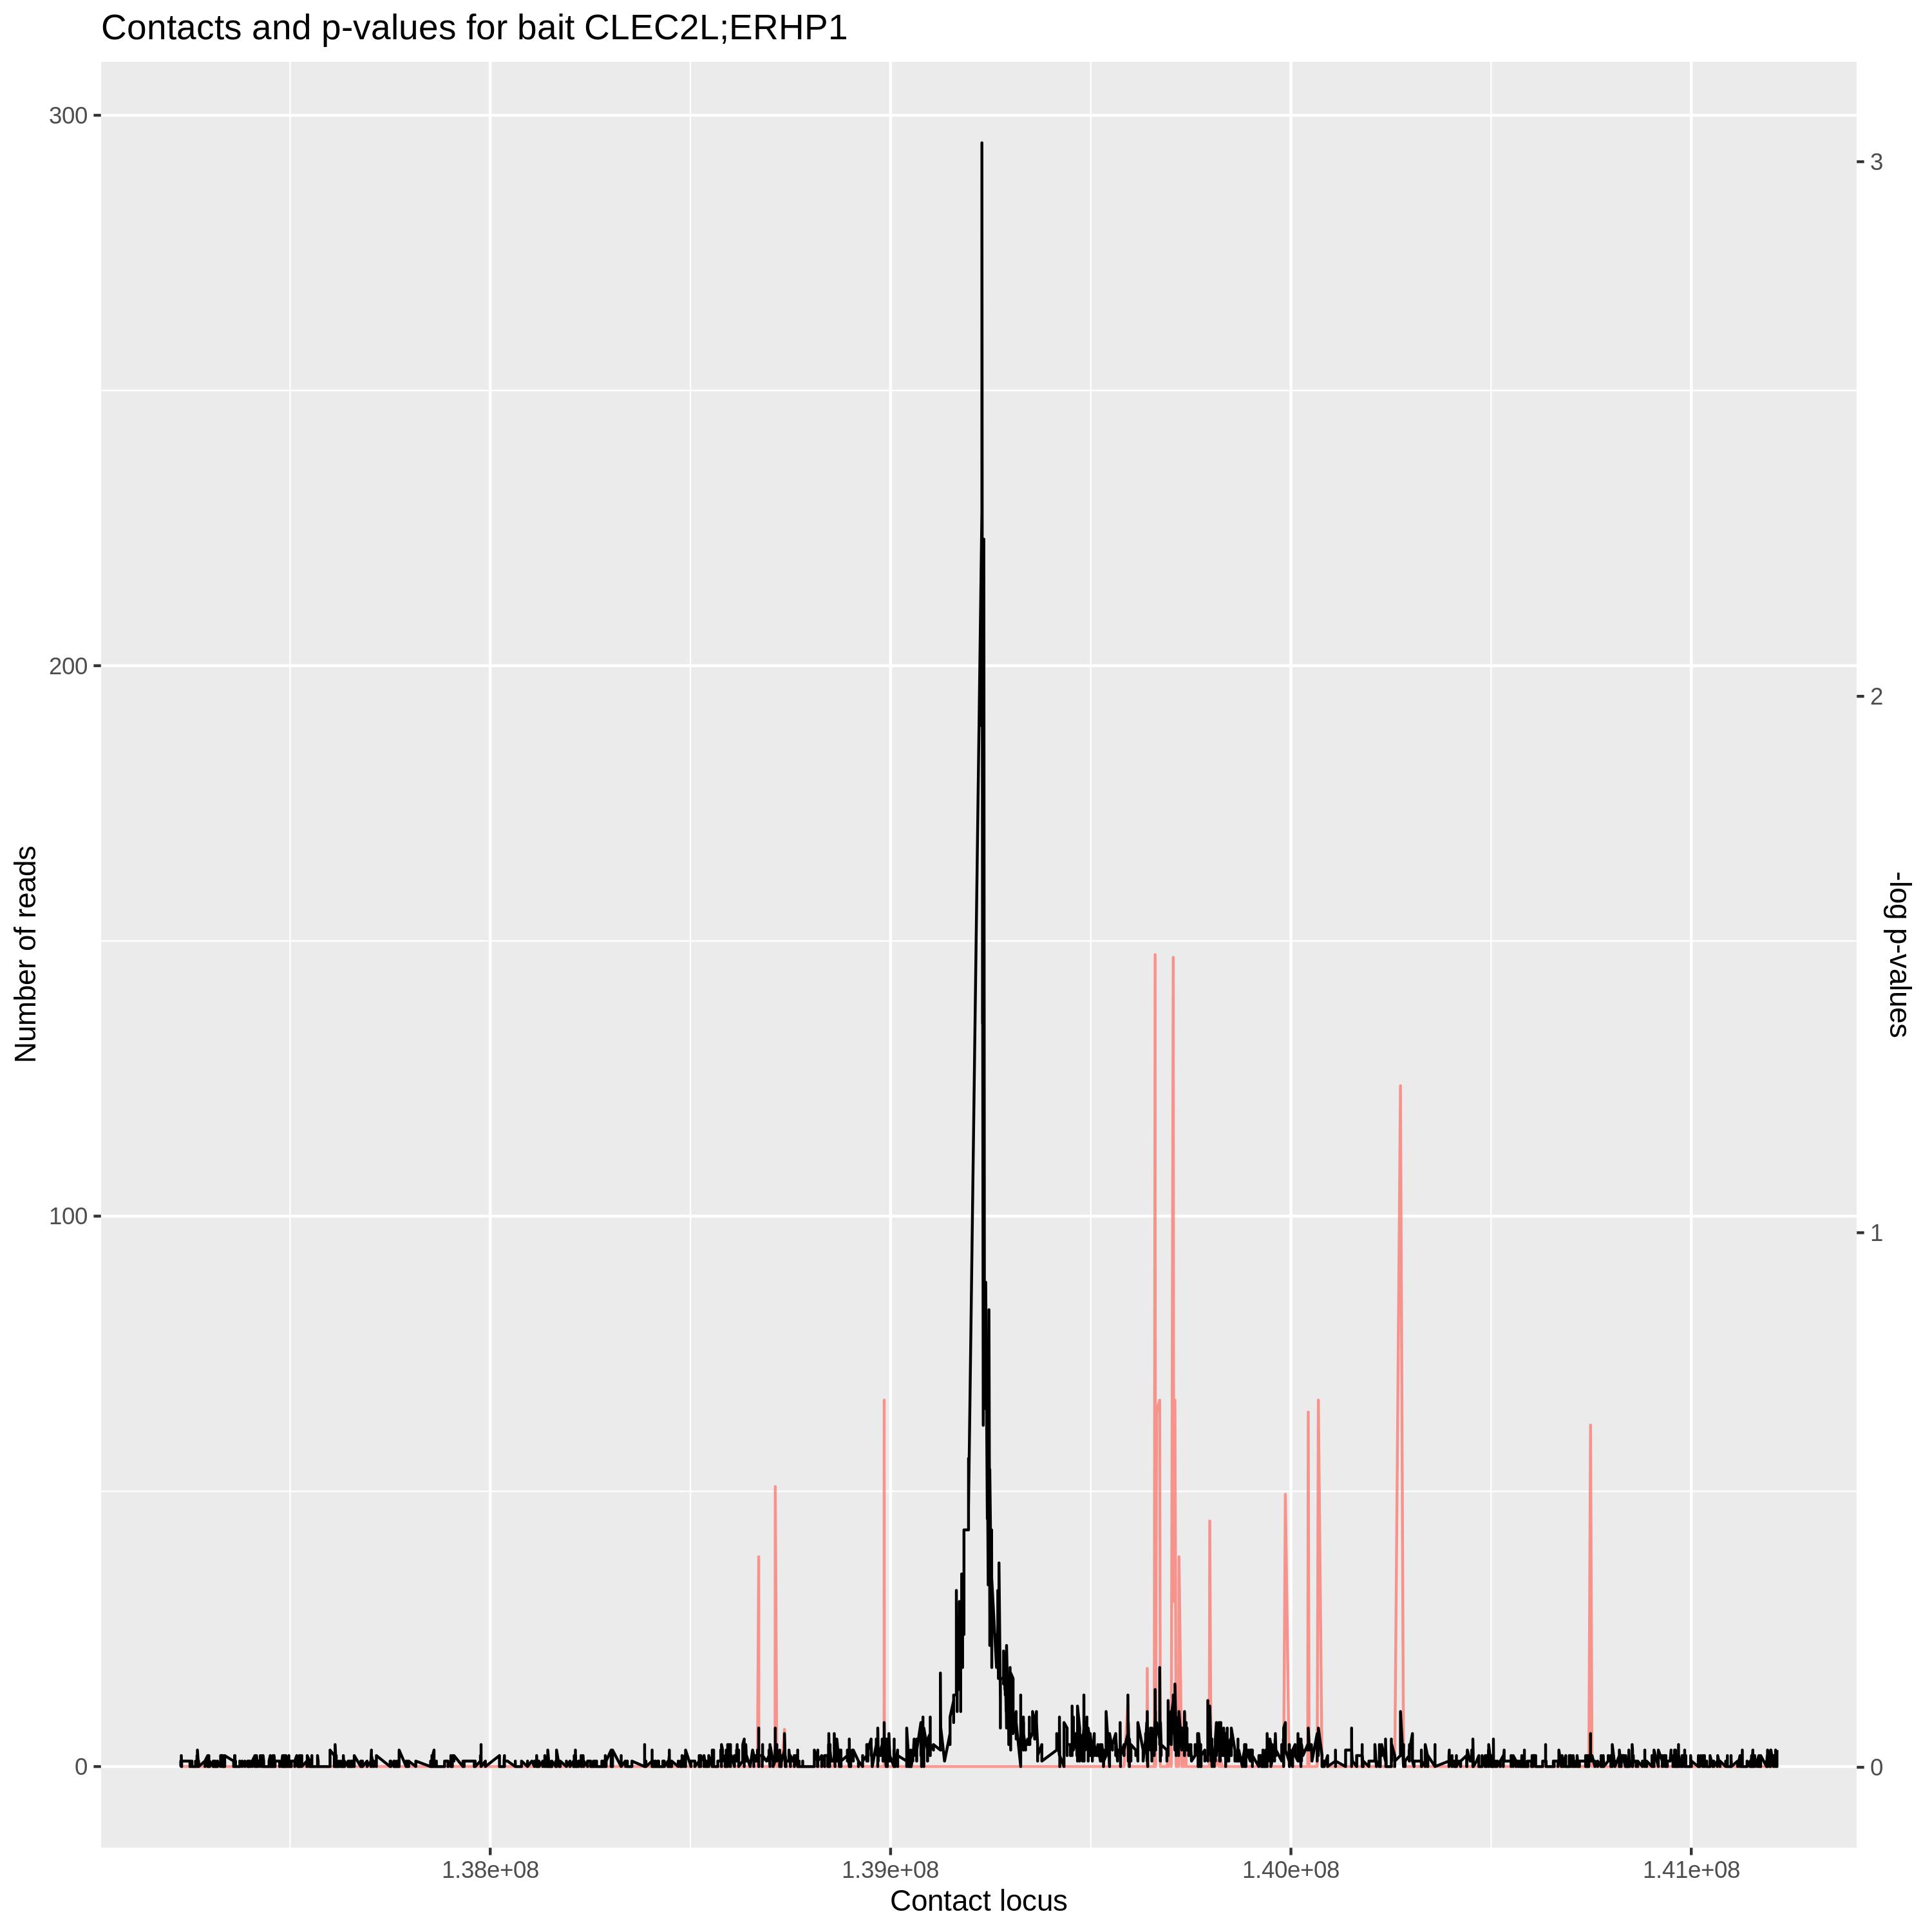 Contacts and p-values for bait CLEC2L;ERHP1
300
200
100
0
3
2
1
0
Number of reads
-log p-values
1.38e+08 1.39e+08 1.40e+08 1.41e+08
Contact locus